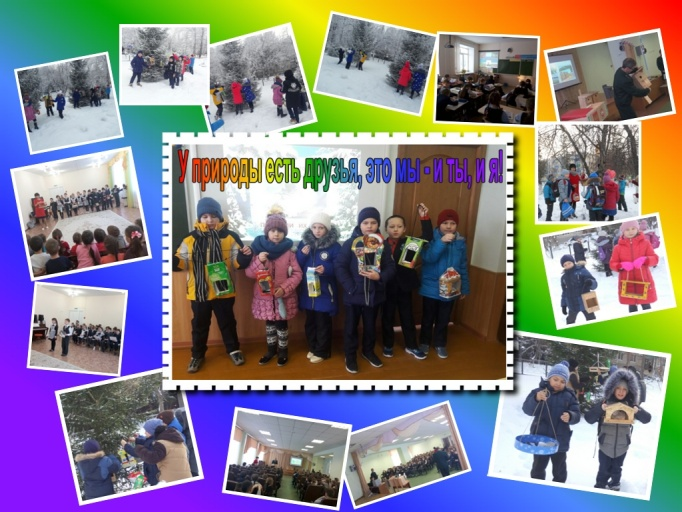 У природы есть друзья, это мы - и ты, и я!